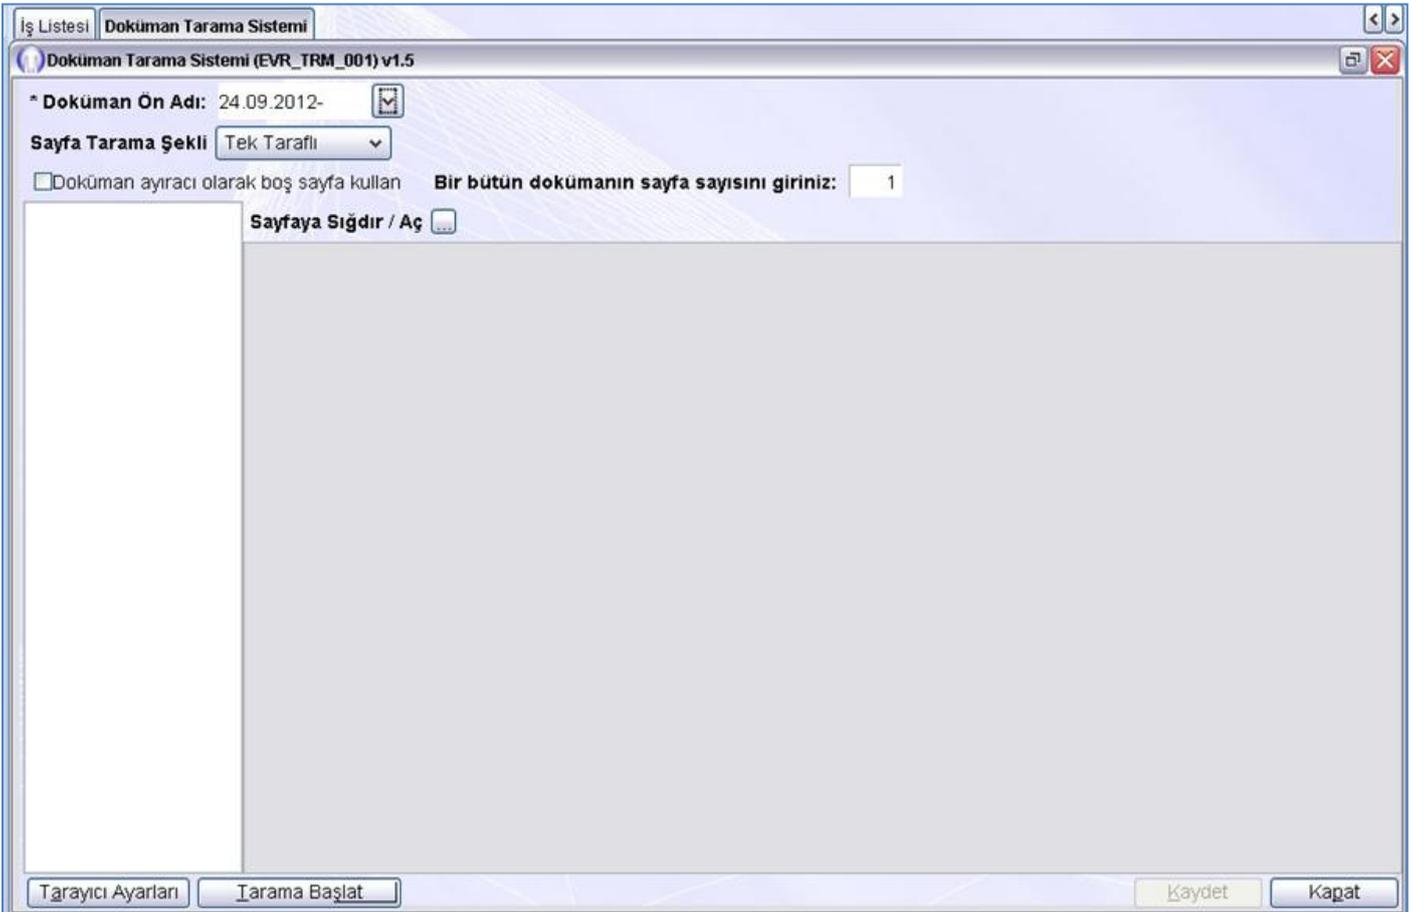 İş Listesi Doküman Tarama Sistemi
Doküman Tarama Sistemi (EVR_TRM_001) v1.5
* Doküman Ön Adı: 24.09.2012-
Sayfa Tarama Şekli Tek Taraflı
Doküman ayıracı olarak boş sayfa kullan Bir bütün dokümanın sayfa sayısını giriniz: 1
Sayfaya Sığdır / Aç ...
Tarayıcı Ayarları Tarama Başlat Kaydet Kapat